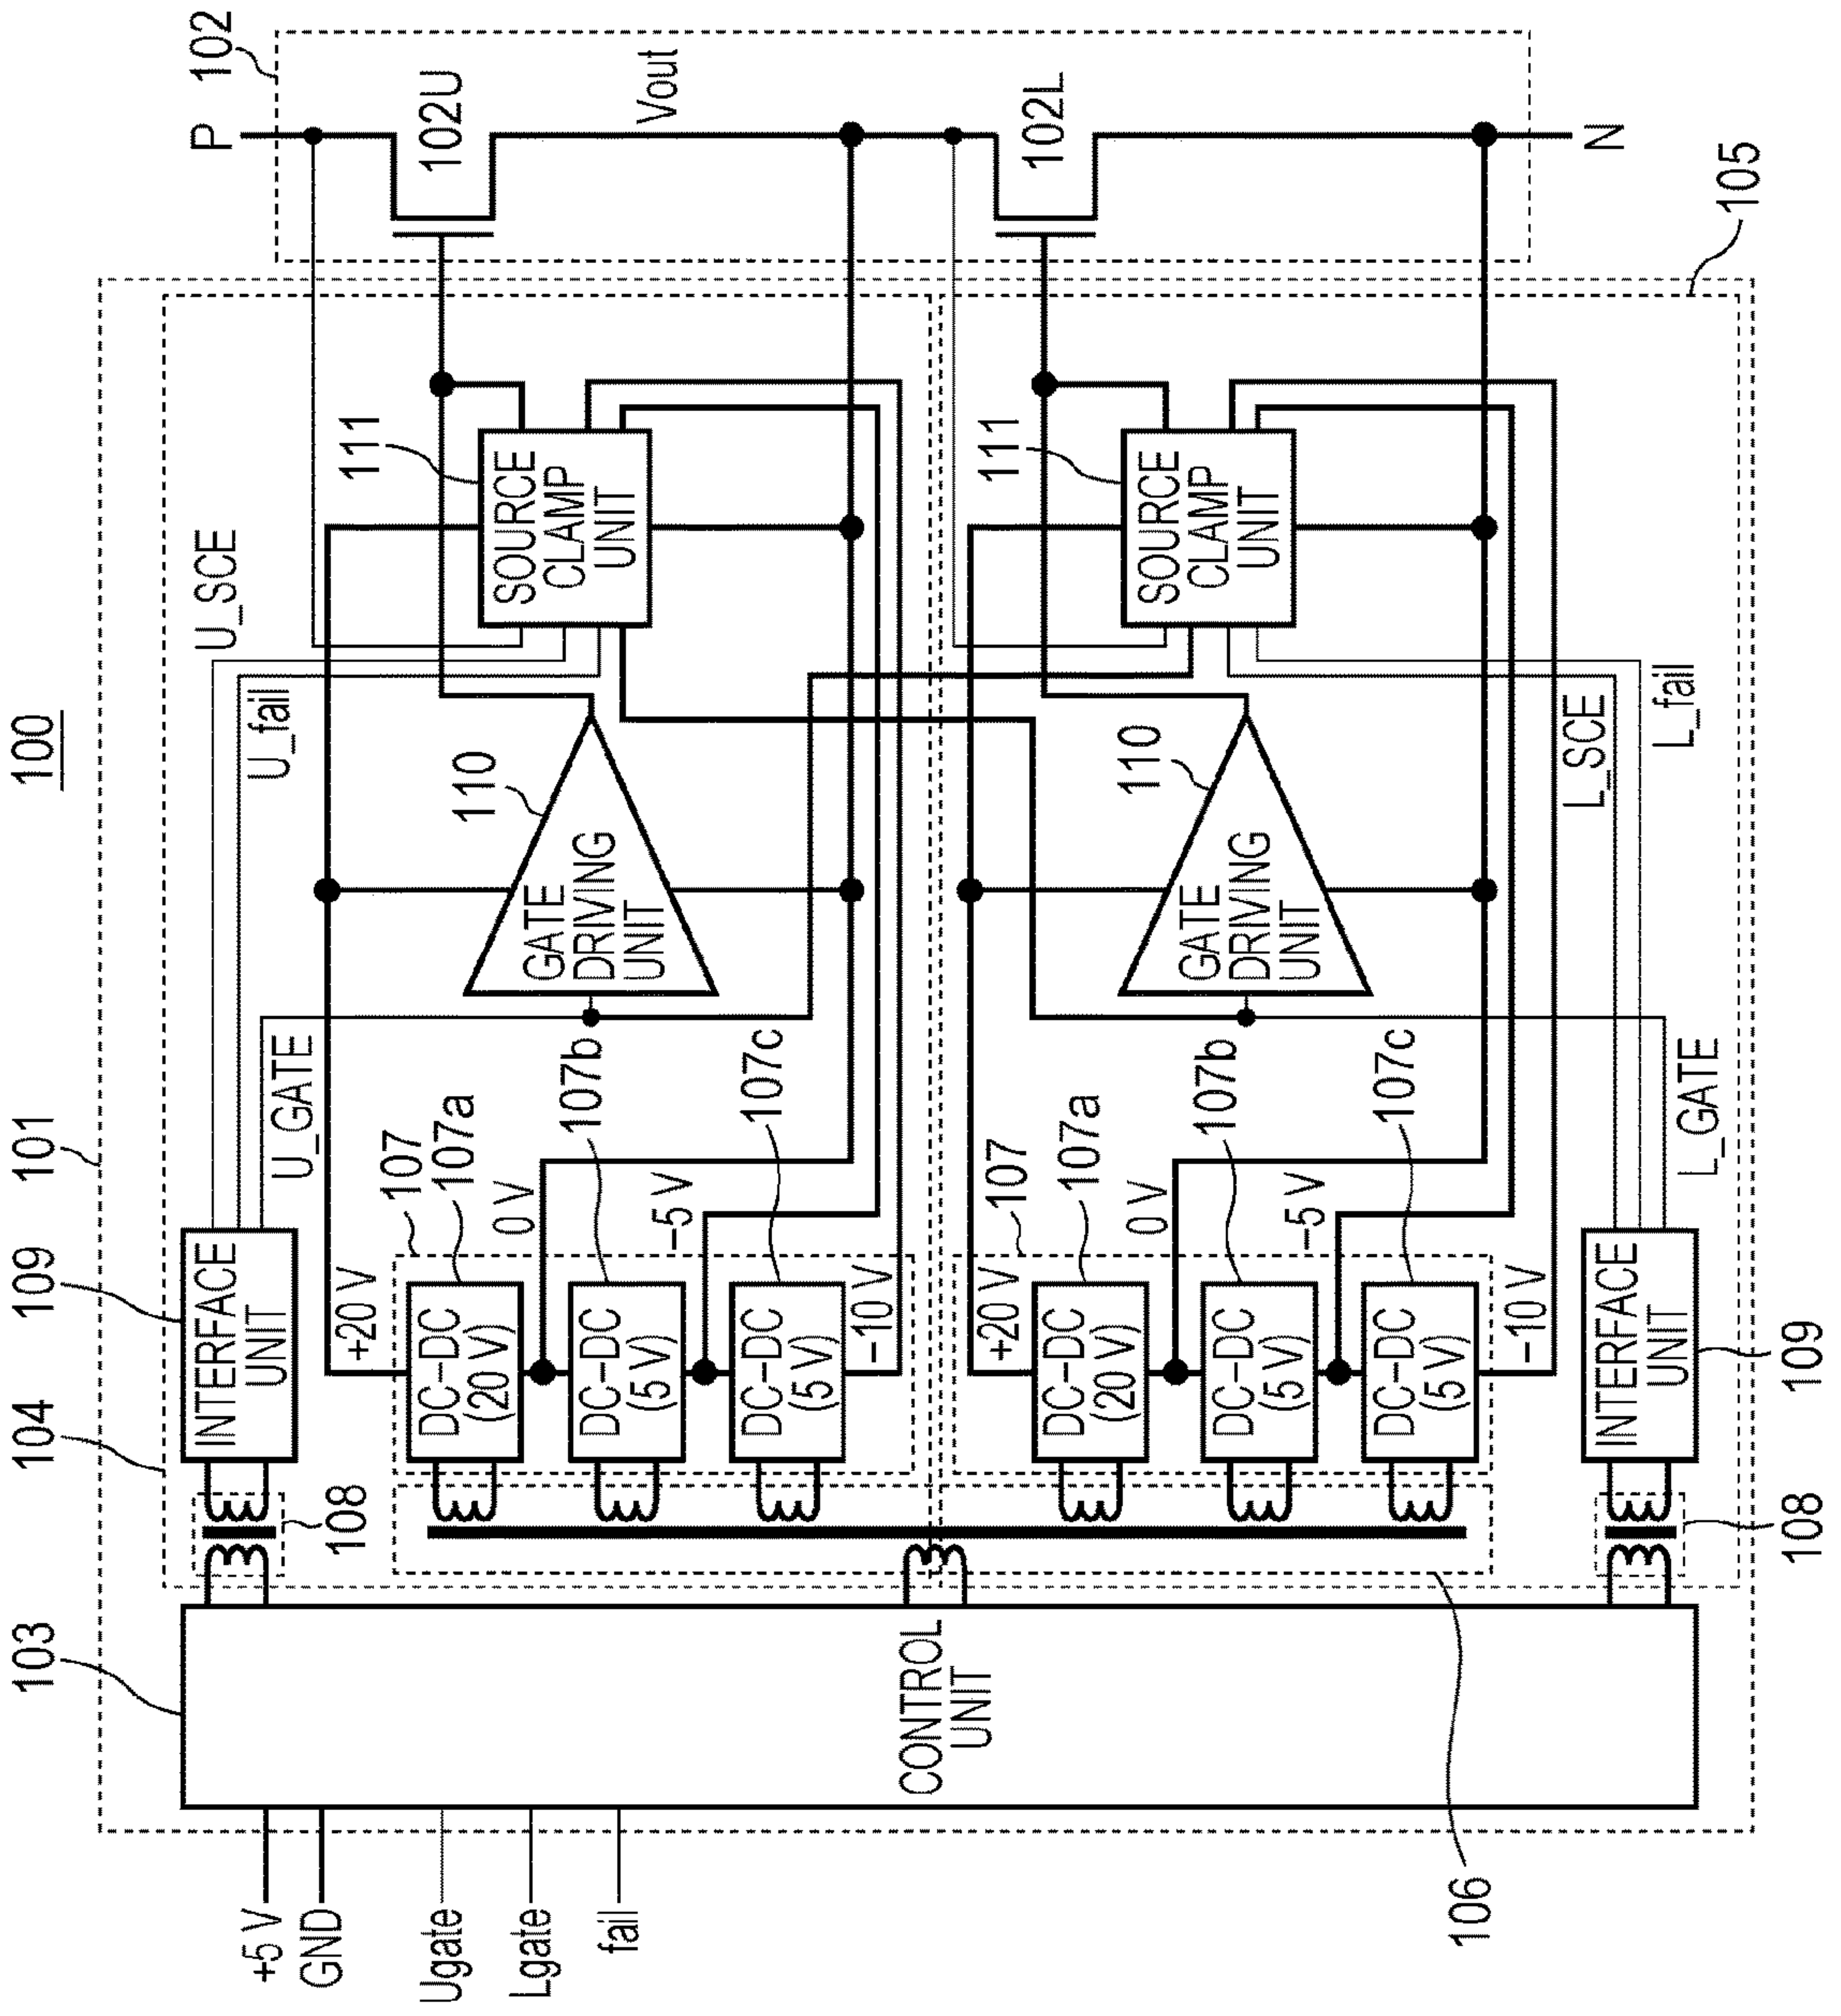 100
101
102
103
104
109
P
102U
Vout
102L
N
105
U_SCE
U_fail
U_GATE
111
SOURCE
CLAMP
UNIT
110
GATE
DRIVING
UNIT
INTERFACE
UNIT
108
+20 V
107
107a
0 V
107b
-5 V
107c
-10 V
DC-DC
(20 V)
DC-DC
(5 V)
DC-DC
(5 V)
111
SOURCE
CLAMP
UNIT
110
GATE
DRIVING
UNIT
+20 V
107
107a
0 V
107b
-5 V
107c
-10 V
DC-DC
(20 V)
DC-DC
(5 V)
DC-DC
(5 V)
L_SCE
L_fail
L_GATE
INTERFACE
UNIT
109
108
CONTROL
UNIT
106
+5 V
GND
Ugate
Lgate
fail